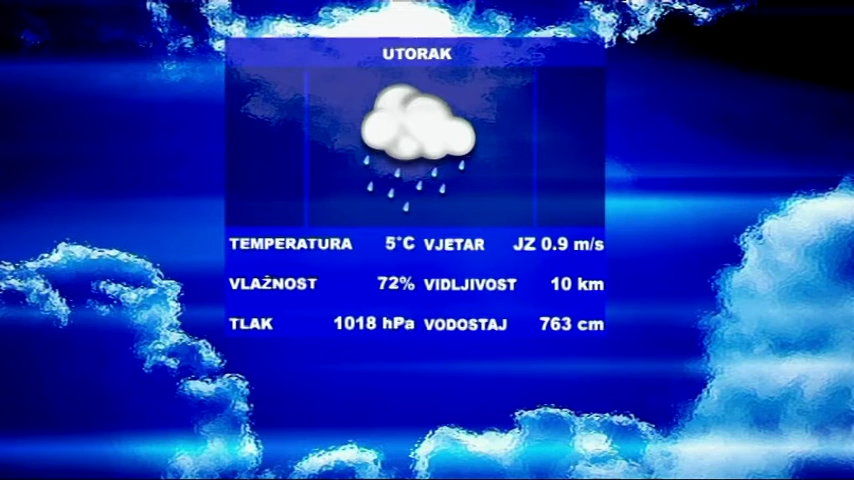 UTORAK
TEMPERATURA 5°C VJETAR JZ 0.9 m/s
VLAŽNOST 72% VIDLJIVOST 10 km
TLAK 1018 hPa VODOSTAJ 763 cm